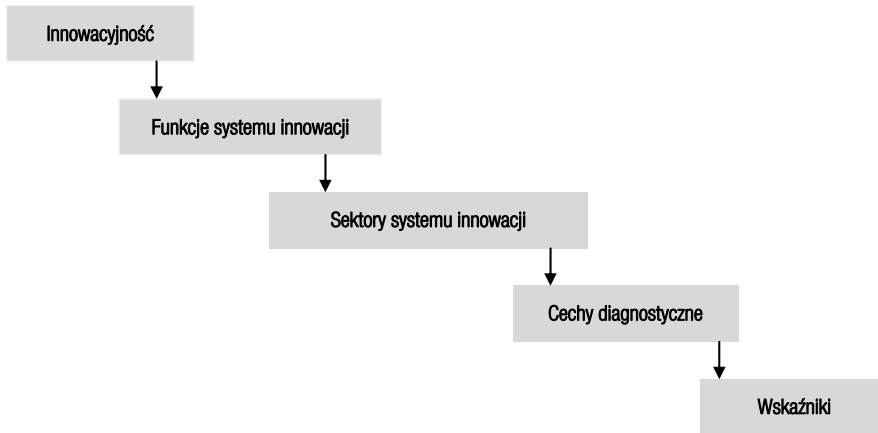 Innowacyjność
Funkcje systemu innowacji
Sektory systemu innowacji
Cechy diagnostyczne
Wskaźniki